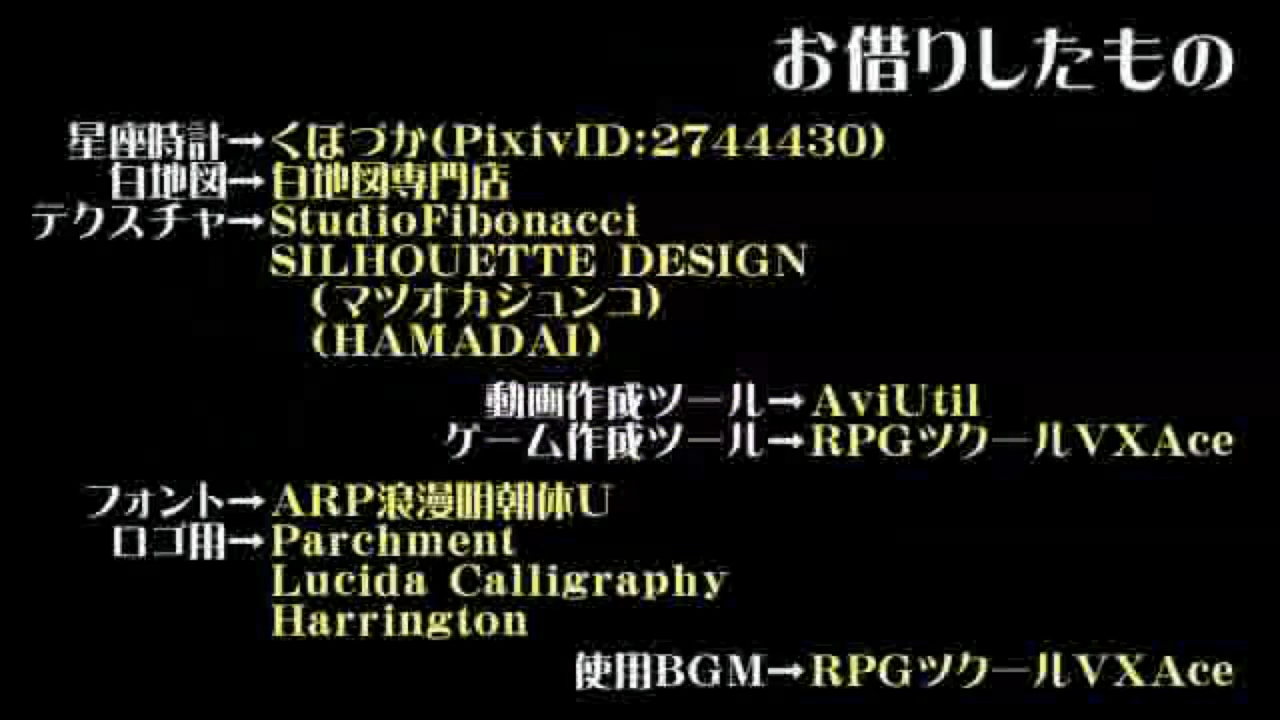 お借りしたもの
星座時計→くほづか(PixivID:2744430)
白地図→白地図専門店
テクスチャ→StudioFibonacci
SILHOUETTE DESIGN
(マツオカジュンコ)
(HAMADAI)
動画作成ツール→AviUtil
ゲーム作成ツール→RPGツクールVXAce
フォント→ARP浪漫明朝体U
ロゴ用→Parchment
Lucida Calligraphy
Harrington
使用BGM→RPGツクールVXAce